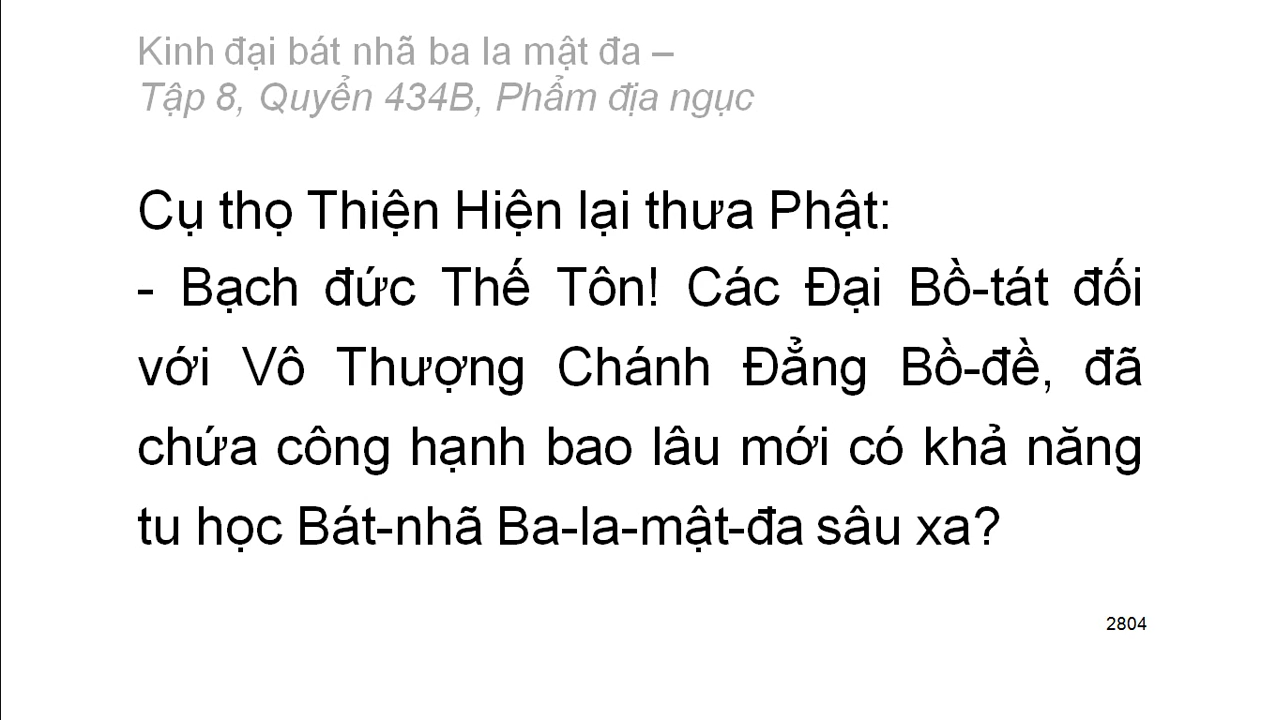 Kinh đại bát nhã ba la mật đa –
Tập 8, Quyển 434B, Phẩm địa ngục
Cụ thọ Thiện Hiện lại thưa Phật:
- Bạch đức Thế Tôn! Các Đại Bồ-tát đối
với Vô Thượng Chánh Đẳng Bồ-đề, đã
chứa công hạnh bao lâu mới có khả năng
tu học Bát-nhã Ba-la-mật-đa sâu xa?
2804